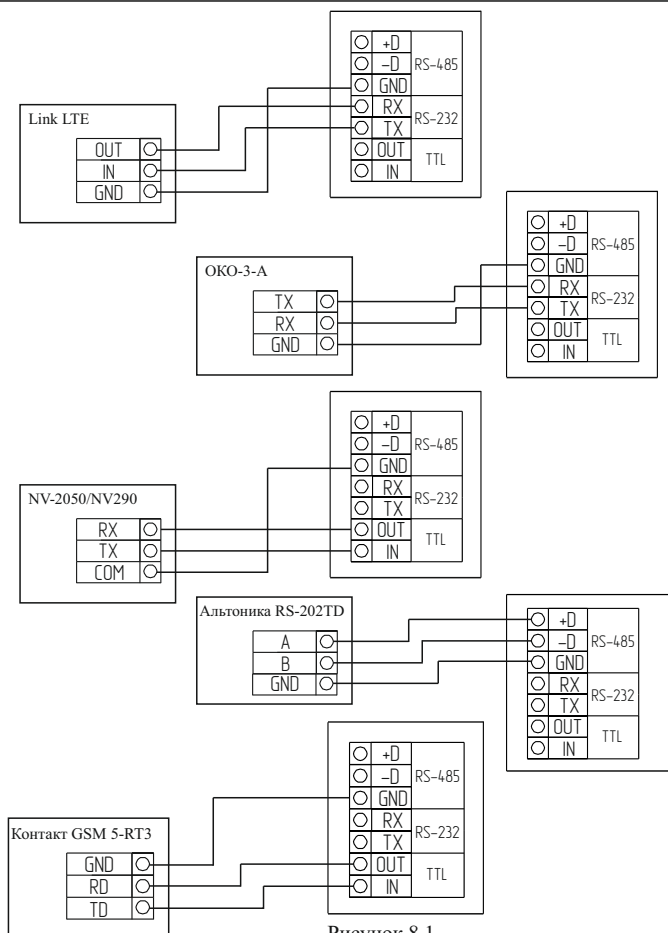 +D
–D
GND
RS-485
RX
TX
RS-232
OUT
IN
TTL
Link LTE
OUT
IN
GND
+D
–D
GND
RS-485
RX
TX
RS-232
OUT
IN
TTL
ОКО-3-А
TX
RX
GND
+D
–D
GND
RS-485
RX
TX
RS-232
OUT
IN
TTL
NV-2050/NV290
RX
TX
COM
+D
–D
GND
RS-485
RX
TX
RS-232
OUT
IN
TTL
Альтоника RS-202TD
A
B
GND
+D
–D
GND
RS-485
RX
TX
RS-232
OUT
IN
TTL
Контакт GSM 5-RT3
GND
RD
TD
Рисунок 8.1